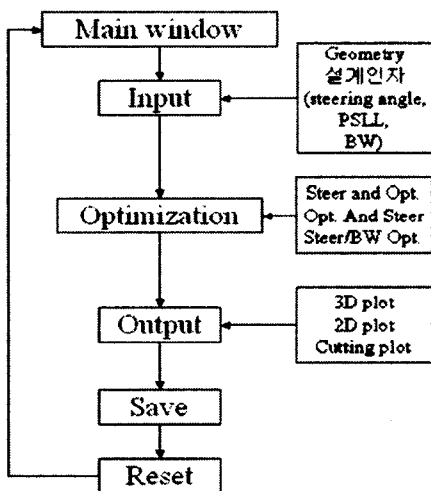 Main window
Input
Geometry
설계인자
(steering angle,
PSLL,
BW)
Optimization
Steer and Opt.
Opt. And Steer
Steer/BW Opt.
Output
3D plot
2D plot
Cutting plot
Save
Reset